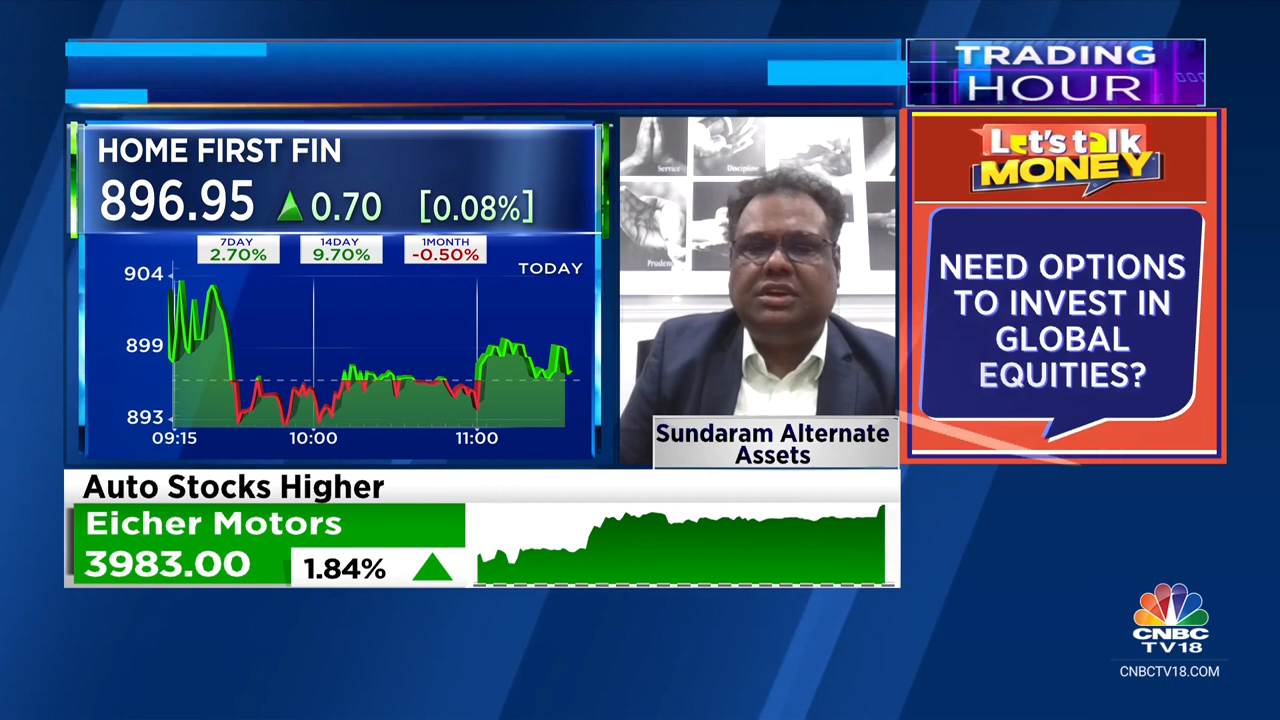 TRADING
HOUR
HOME FIRST FIN
896.95 ▲ 0.70 [0.08%]
7DAY 14DAY 1MONTH
2.70% 9.70% -0.50%
TODAY
904
899
893
09:15 10:00 11:00
Service
Discipline
Sundaram Alternate
Assets
Let's talk
MONEY
NEED OPTIONS
TO INVEST IN
GLOBAL
EQUITIES?
Auto Stocks Higher
Eicher Motors
3983.00 1.84% ▲
CNBC
TV18
CNBCTV18.COM